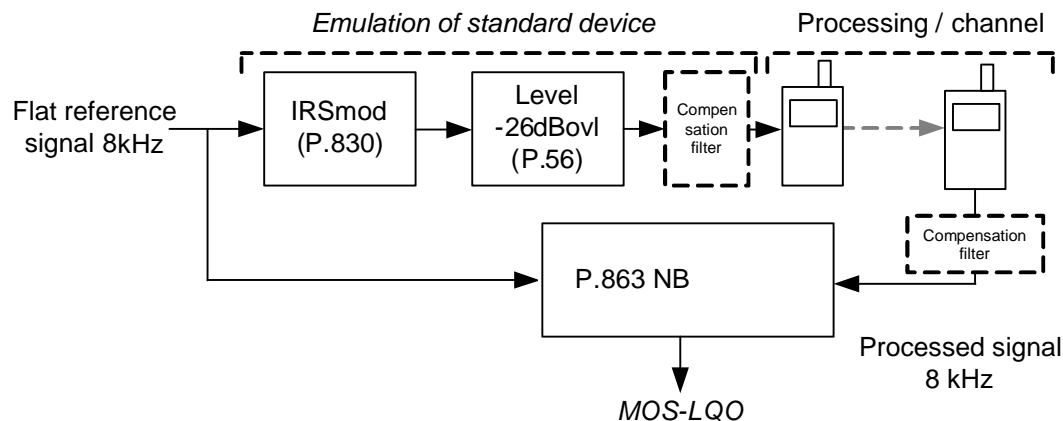 Emulation of standard device
Processing / channel
Flat reference
signal 8kHz
IRSmod
(P.830)
Level
-26dBovl
(P.56)
Compen
sation
filter
Compensation
filter
P.863 NB
Processed signal
8 kHz
MOS-LQO